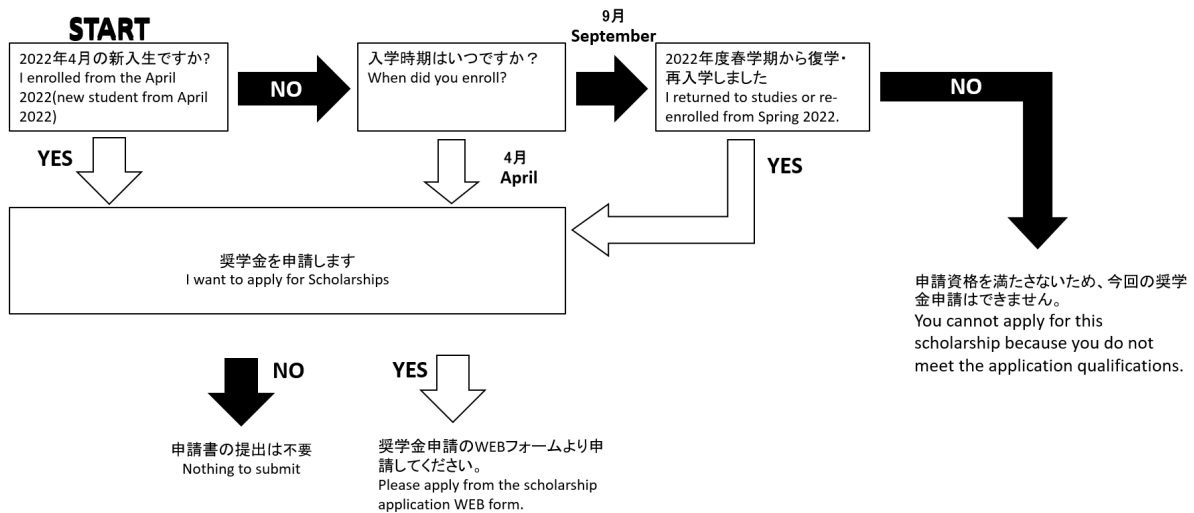 START
2022年4月の新入生ですか?
I enrolled from the April
2022(new student from April
2022)
NO
入学時期はいつですか？
When did you enroll?
9月
September
2022年度春学期から復学・
再入学しました
I returned to studies or re-
enrolled from Spring 2022.
NO
YES
4月
April
YES
奨学金を申請します
I want to apply for Scholarships
申請資格を満たさないため、今回の奨学
金申請はできません。
You cannot apply for this
scholarship because you do not
meet the application qualifications.
NO
YES
申請書の提出は不要
Nothing to submit
奨学金申請のWEBフォームより申
請してください。
Please apply from the scholarship
application WEB form.